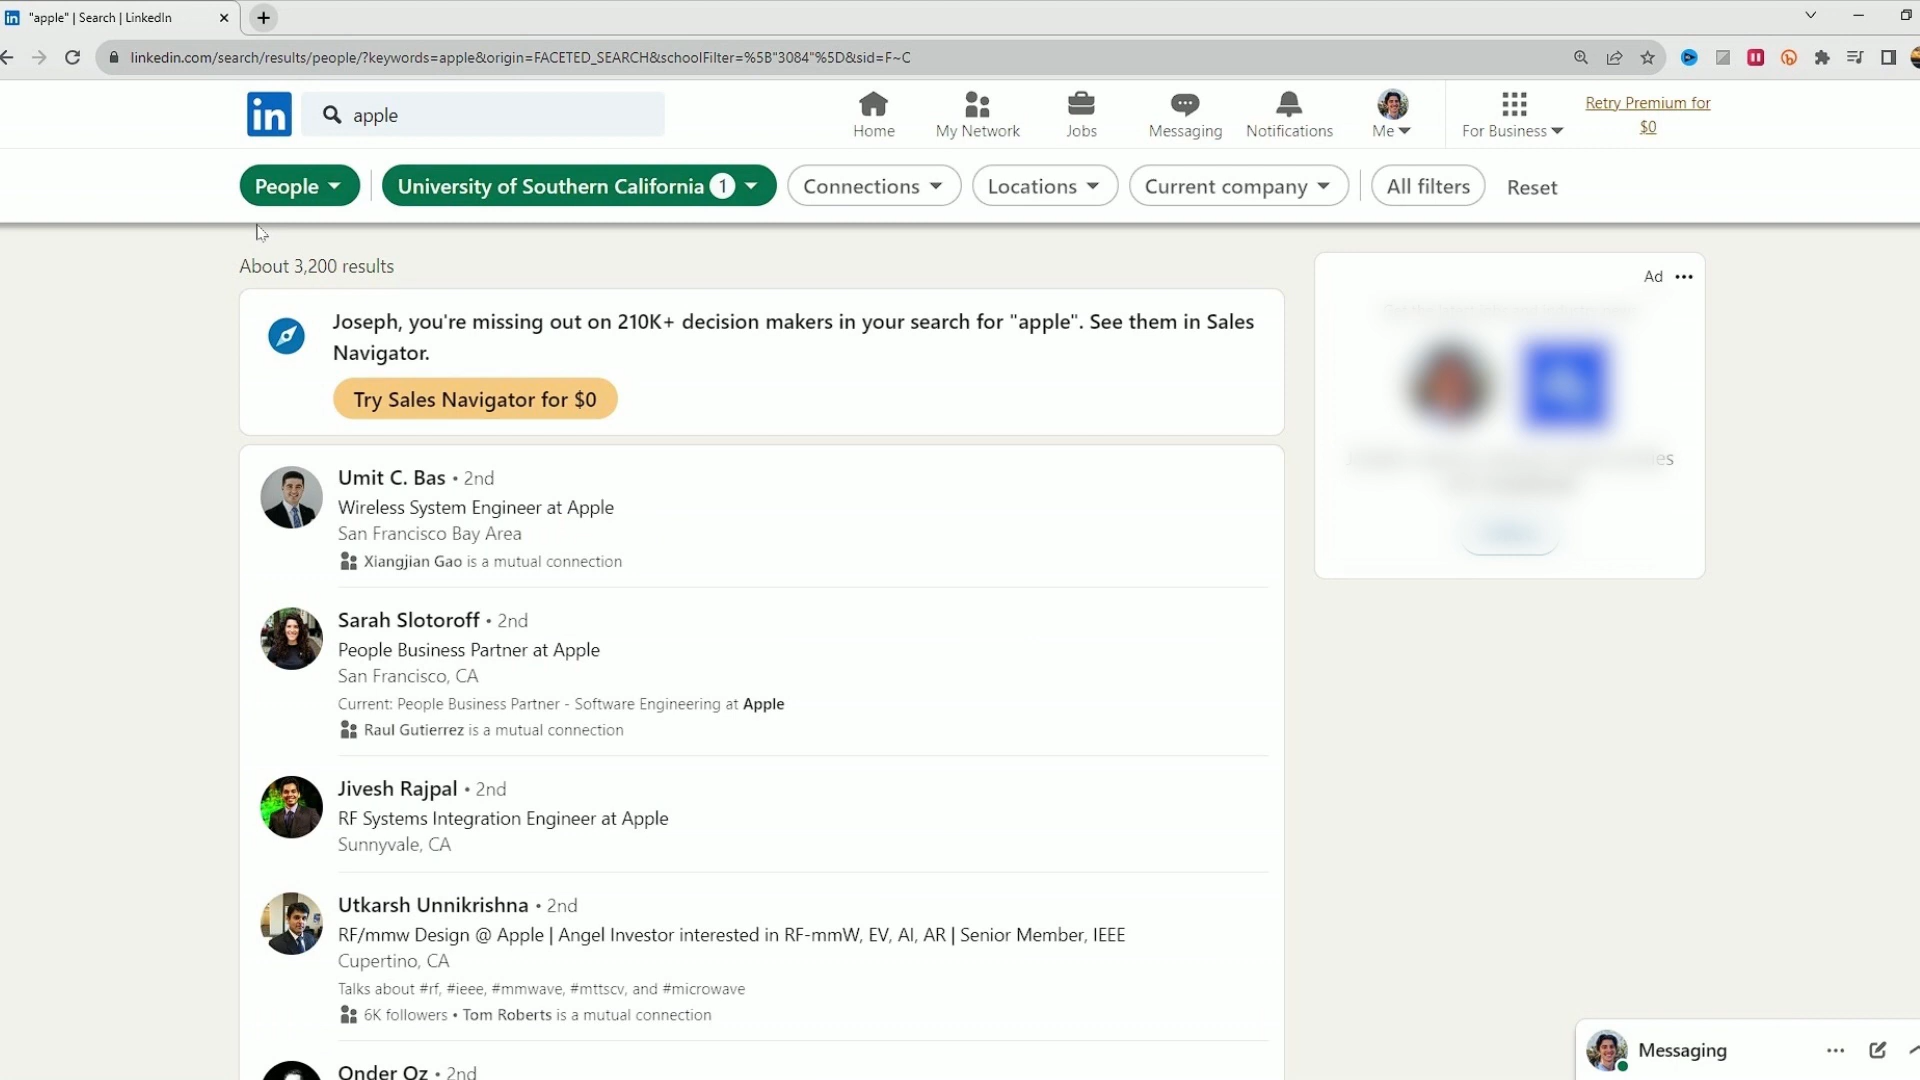 "apple" | Search | LinkedIn
linkedin.com/search/results/people/?keywords=apple&origin=FACETED_SEARCH&schoolFilter=%5B"3084"%5D&sid=F~C
in
apple
Home
My Network
Jobs
Messaging
Notifications
Me
For Business
Retry Premium for
$0
People
University of Southern California 1
Connections
Locations
Current company
All filters
Reset
About 3,200 results
Joseph, you're missing out on 210K+ decision makers in your search for "apple". See them in Sales
Navigator.
Try Sales Navigator for $0
Ad
Umit C. Bas • 2nd
Wireless System Engineer at Apple
San Francisco Bay Area
Xiangjian Gao is a mutual connection
Sarah Slotoroff • 2nd
People Business Partner at Apple
San Francisco, CA
Current: People Business Partner - Software Engineering at Apple
Raul Gutierrez is a mutual connection
Jivesh Rajpal • 2nd
RF Systems Integration Engineer at Apple
Sunnyvale, CA
Utkarsh Unnikrishna • 2nd
RF/mmw Design @ Apple | Angel Investor interested in RF-mmW, EV, AI, AR | Senior Member, IEEE
Cupertino, CA
Talks about #rf, #ieee, #mmwave, #mttscv, and #microwave
6K followers • Tom Roberts is a mutual connection
Onder Oz • 2nd
Messaging